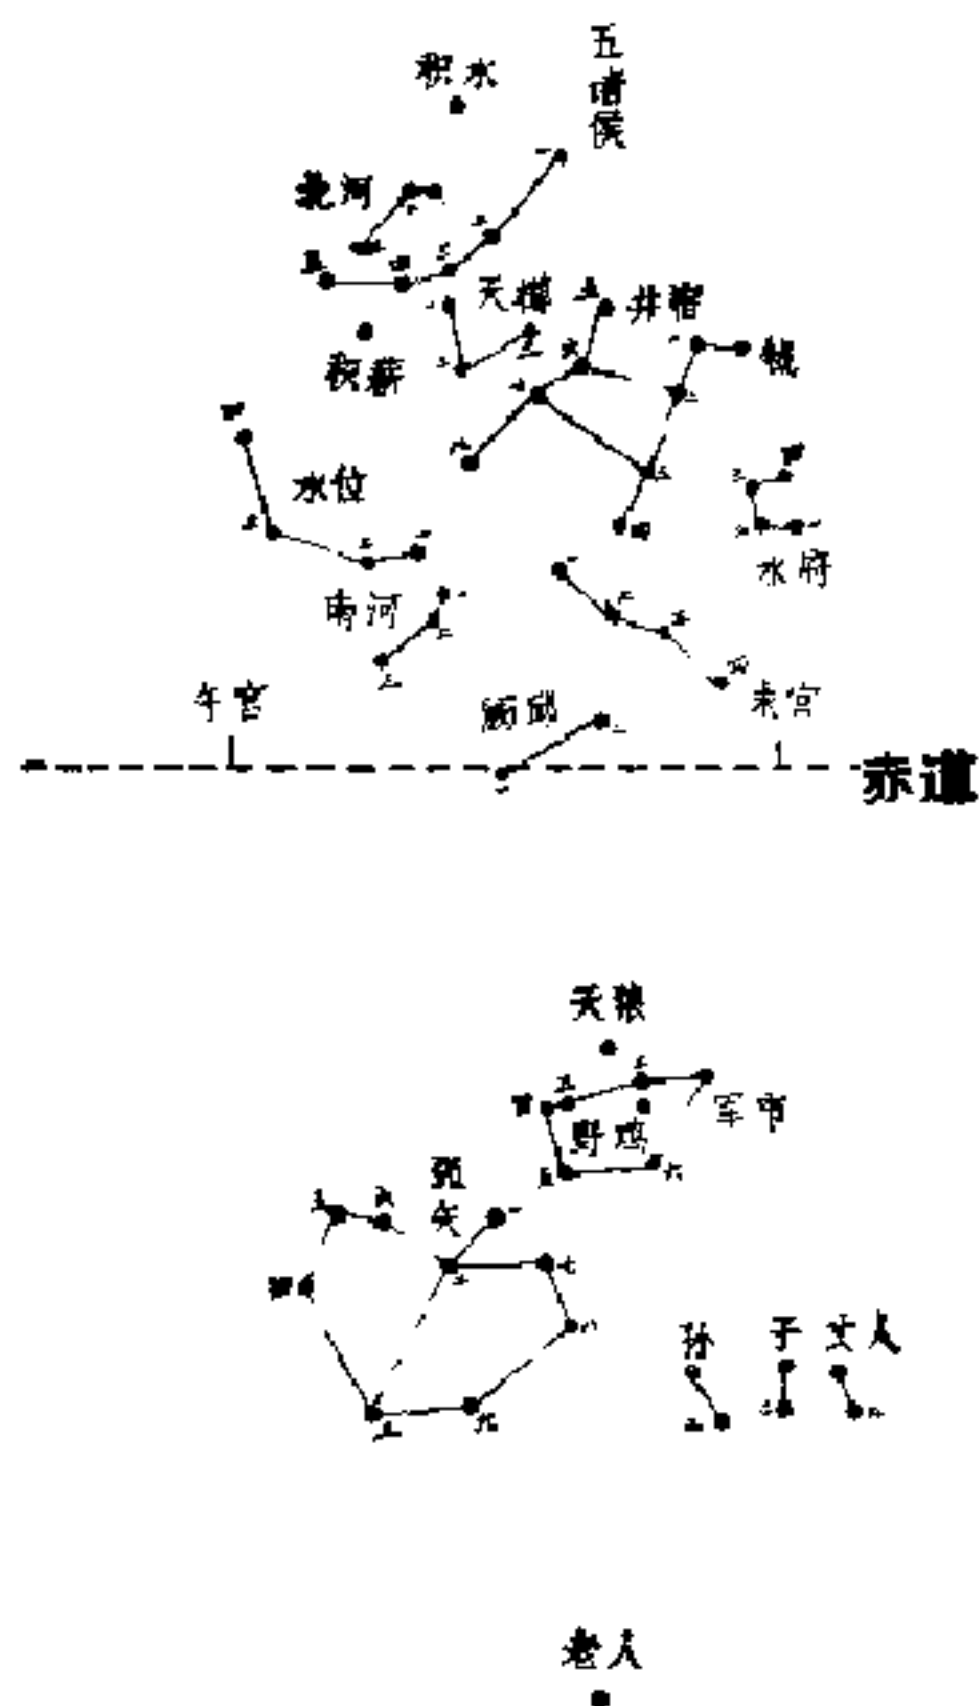 积水
五诸侯
北河
天樽
井宿
钺
积薪
水位
水府
南河
午宫
阙邱
未宫
赤道
天狼
军市
野鸡
弧矢
孙
子
丈人
老人